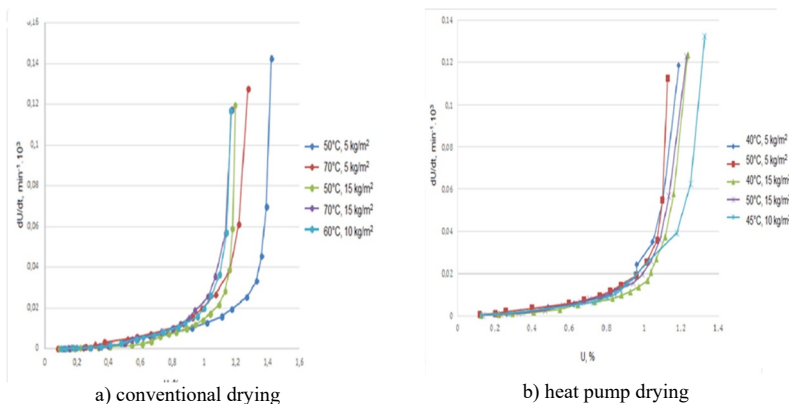 0,16
0,14
0,12
0,1
0,08
0,06
0,04
0,02
0
dU/dt, min⁻¹.10³
0 0,2 0,4 0,6 0,8 1,0 1,2 1,4 1,6
50°C, 5 kg/m²
70°C, 5 kg/m²
50°C, 15 kg/m²
70°C, 15 kg/m²
60°C, 10 kg/m²
a) conventional drying
0,14
0,12
0,1
0,08
0,06
0,04
0,02
0
dU/dt, min⁻¹.10³
0 0,2 0,4 0,6 0,8 1 1,2 1,4
U, %
40°C, 5 kg/m²
50°C, 5 kg/m²
40°C, 15 kg/m²
50°C, 15 kg/m²
45°C, 10 kg/m²
b) heat pump drying